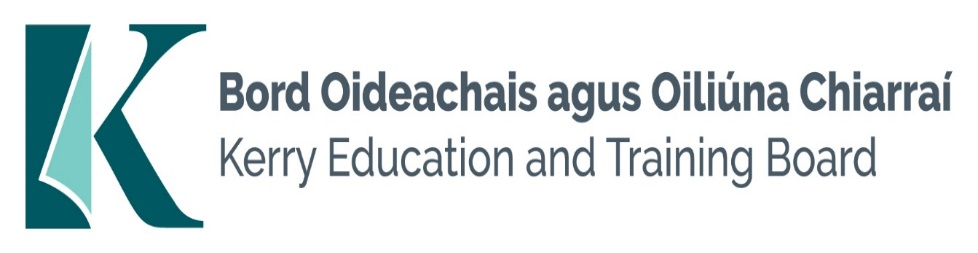 Bord Oideachais agus Oiliúna Chiarraí
Kerry Education and Training Board